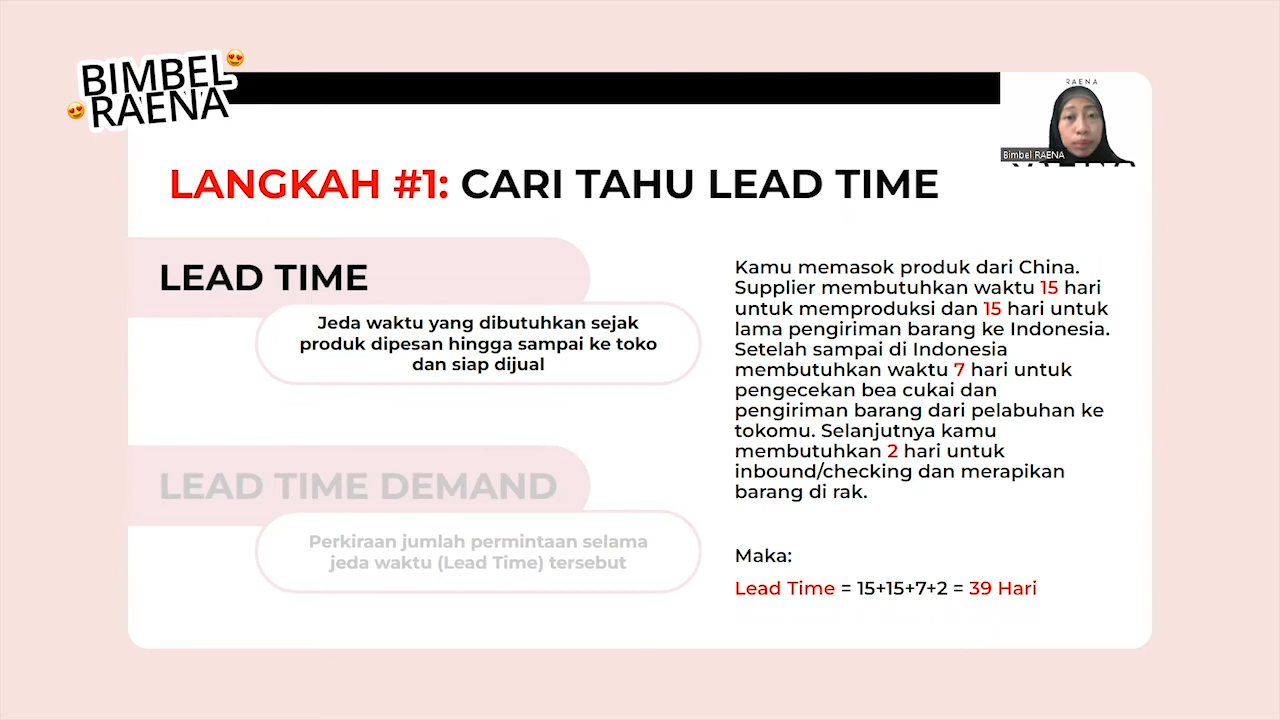 BIMBEL
RAENA
RAENA
Bimbel RAENA
LANGKAH #1: CARI TAHU LEAD TIME
LEAD TIME
Jeda waktu yang dibutuhkan sejak
produk dipesan hingga sampai ke toko
dan siap dijual
LEAD TIME DEMAND
Perkiraan jumlah permintaan selama
jeda waktu (Lead Time) tersebut
Kamu memasok produk dari China.
Supplier membutuhkan waktu 15 hari
untuk memproduksi dan 15 hari untuk
lama pengiriman barang ke Indonesia.
Setelah sampai di Indonesia
membutuhkan waktu 7 hari untuk
pengecekan bea cukai dan
pengiriman barang dari pelabuhan ke
tokomu. Selanjutnya kamu
membutuhkan 2 hari untuk
inbound/checking dan merapikan
barang di rak.
Maka:
Lead Time = 15+15+7+2 = 39 Hari